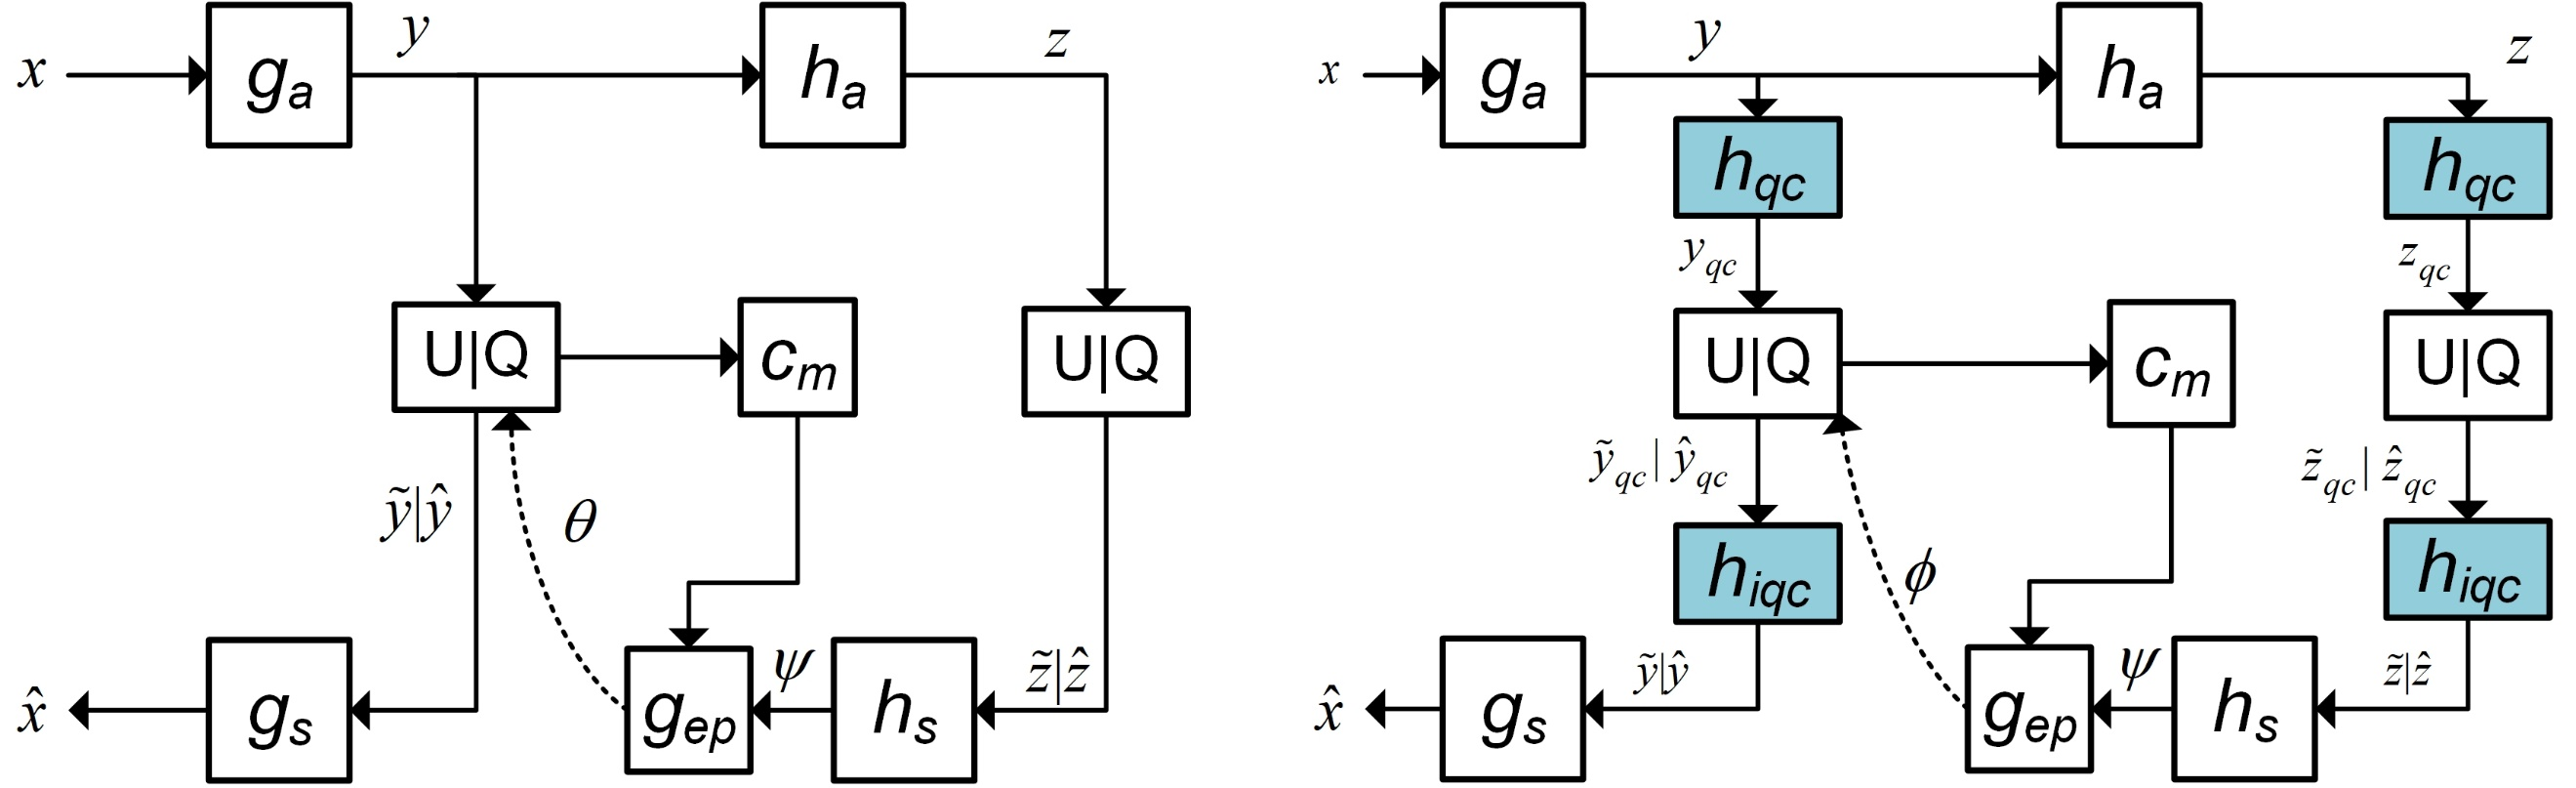 x g_a y h_a z
U|Q c_m U|Q
ỹ|ŷ θ
x̂ g_s g_ep ψ h_s z̃|ẑ
x g_a y h_a z
h_qc h_qc
y_qc z_qc
U|Q c_m U|Q
ỹ_qc | ŷ_qc z̃_qc | ẑ_qc
h_iqc ϕ h_iqc
x̂ g_s ỹ|ŷ g_ep ψ h_s z̃|ẑ